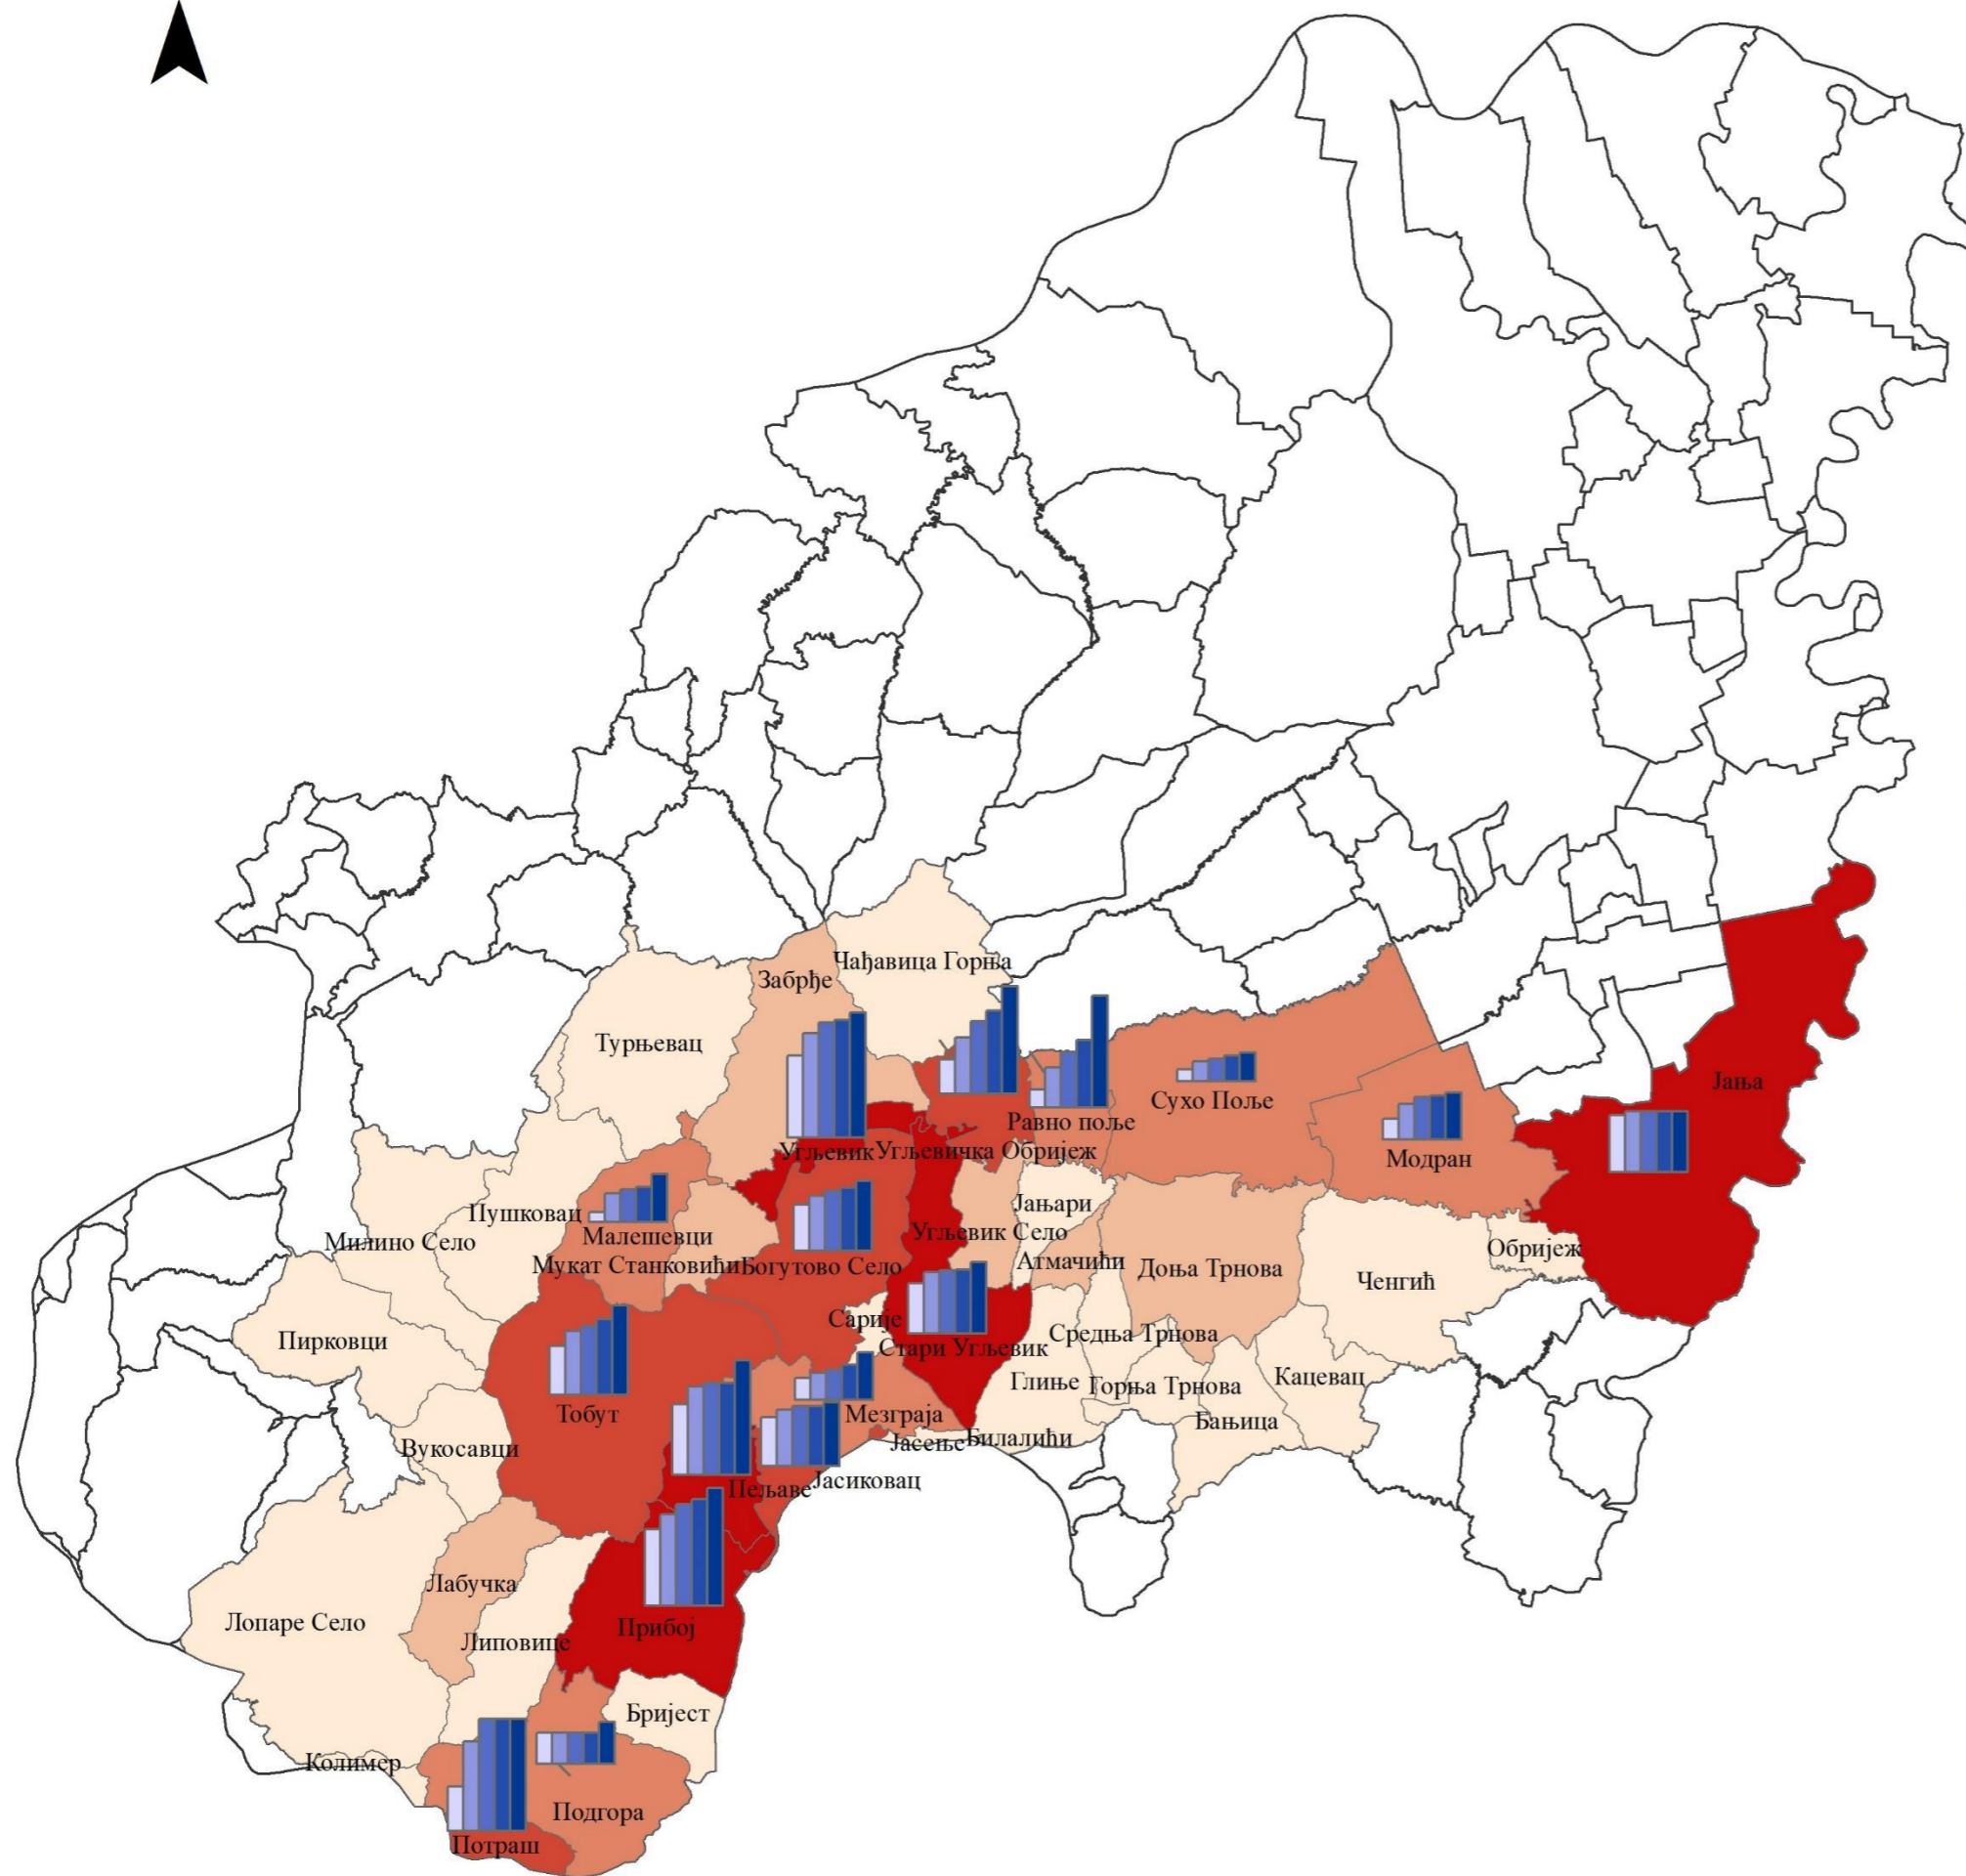 Чађавица Горња
Забрђе
Турњевац
Јања
Сухо Поље
Равно поље
Угљевик
Угљевичка Обријеж
Модран
Јањари
Пушковац
Угљевик Село
Малешевци
Милино Село
Обријеж
Мукат Станковићи
Богутово Село
Атмачићи
Доња Трнова
Ченгић
Сарије
Пирковци
Средња Трнова
Стари Угљевик
Кацевац
Глиње
Горња Трнова
Тобут
Мезграја
Бањица
Вукосавци
Јасење
Билалићи
Јасиковац
Пељаве
Лабучка
Лопаре Село
Прибој
Липовице
Бријест
Колимер
Подгора
Потраш